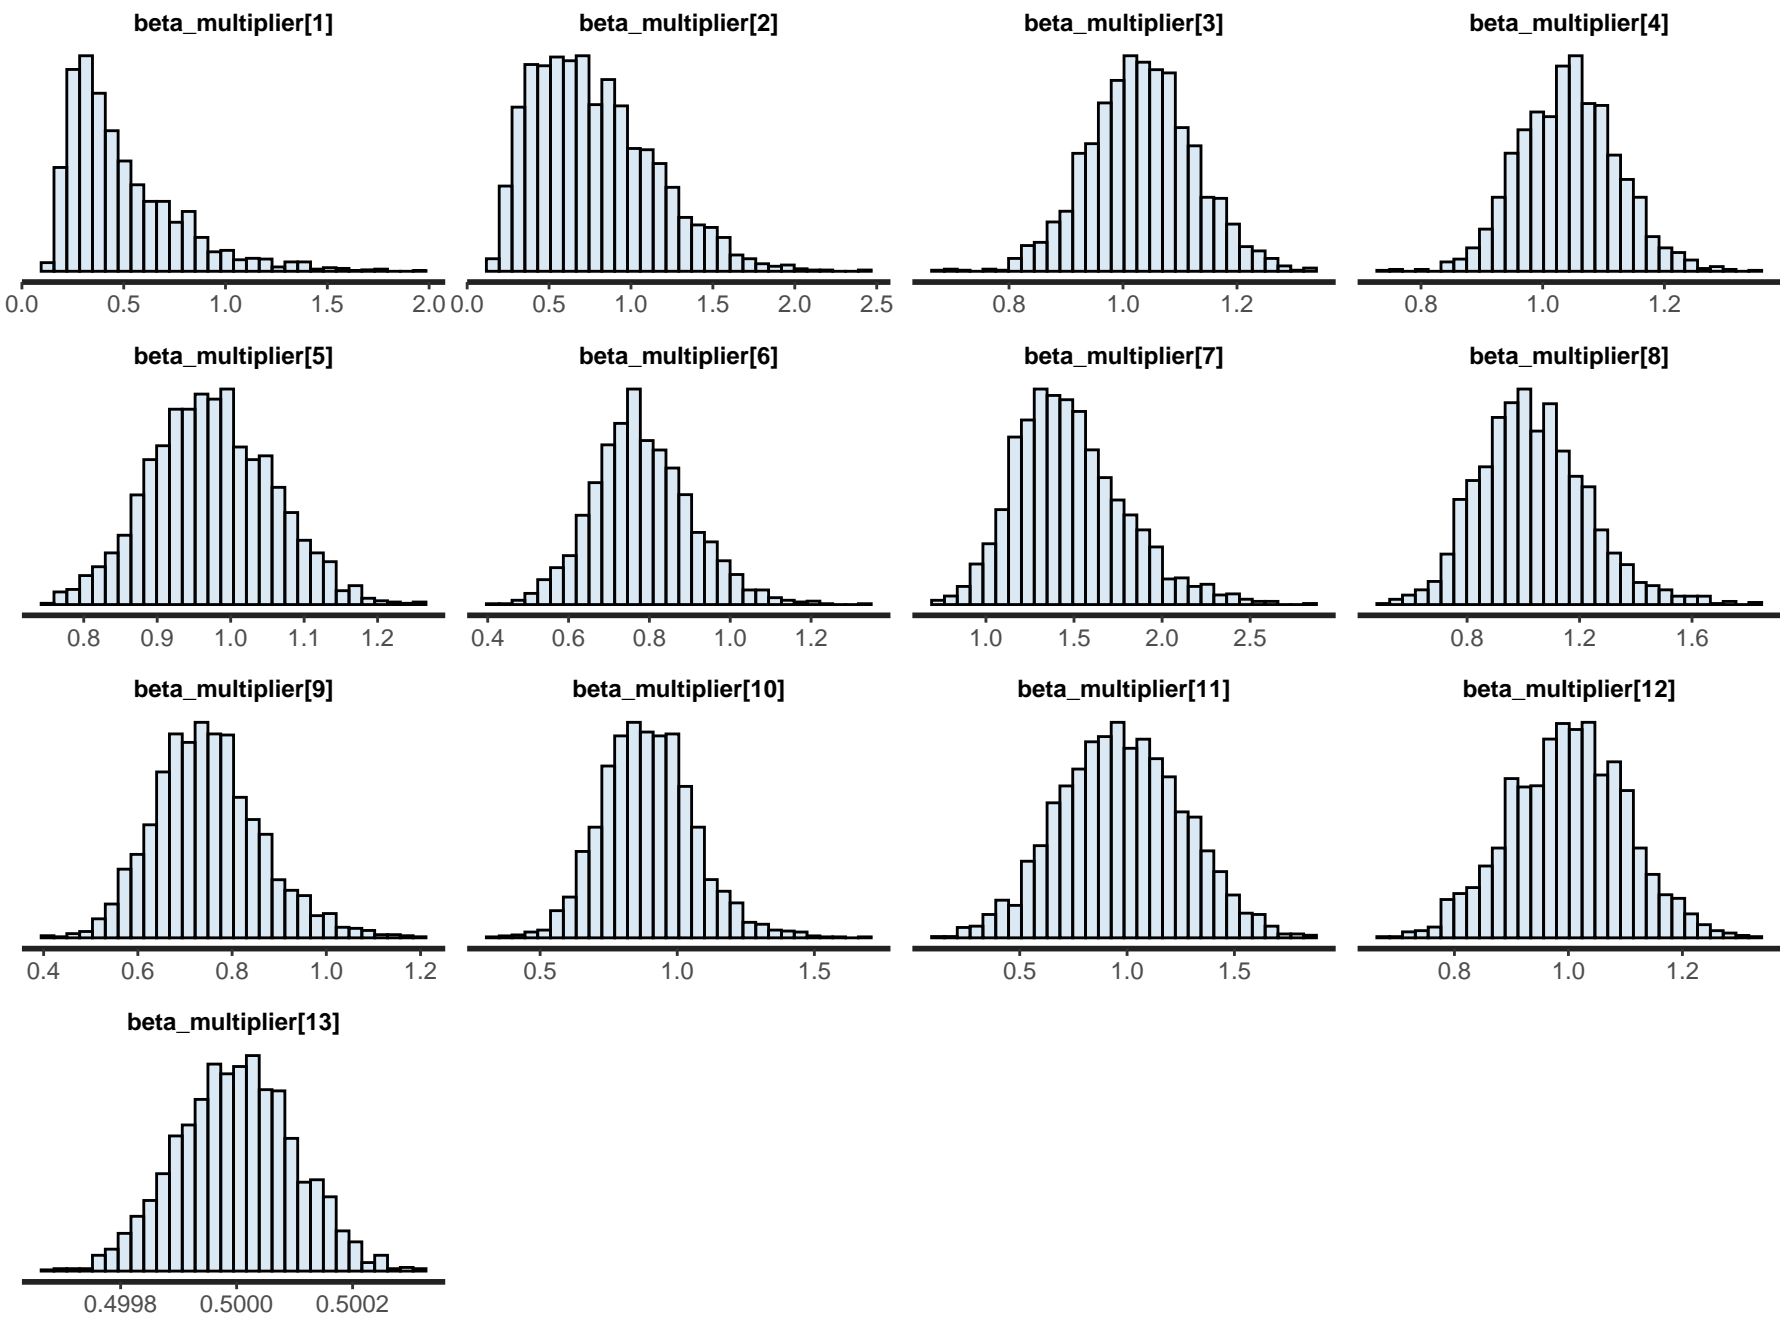 beta_multiplier[1] beta_multiplier[2] beta_multiplier[3] beta_multiplier[4]
0.0 0.5 1.0 1.5 2.0 0.0 0.5 1.0 1.5 2.0 2.5 0.8 1.0 1.2 0.8 1.0 1.2
beta_multiplier[5] beta_multiplier[6] beta_multiplier[7] beta_multiplier[8]
0.8 0.9 1.0 1.1 1.2 0.4 0.6 0.8 1.0 1.2 1.0 1.5 2.0 2.5 0.8 1.2 1.6
beta_multiplier[9] beta_multiplier[10] beta_multiplier[11] beta_multiplier[12]
0.4 0.6 0.8 1.0 1.2 0.5 1.0 1.5 0.5 1.0 1.5 0.8 1.0 1.2
beta_multiplier[13]
0.4998 0.5000 0.5002